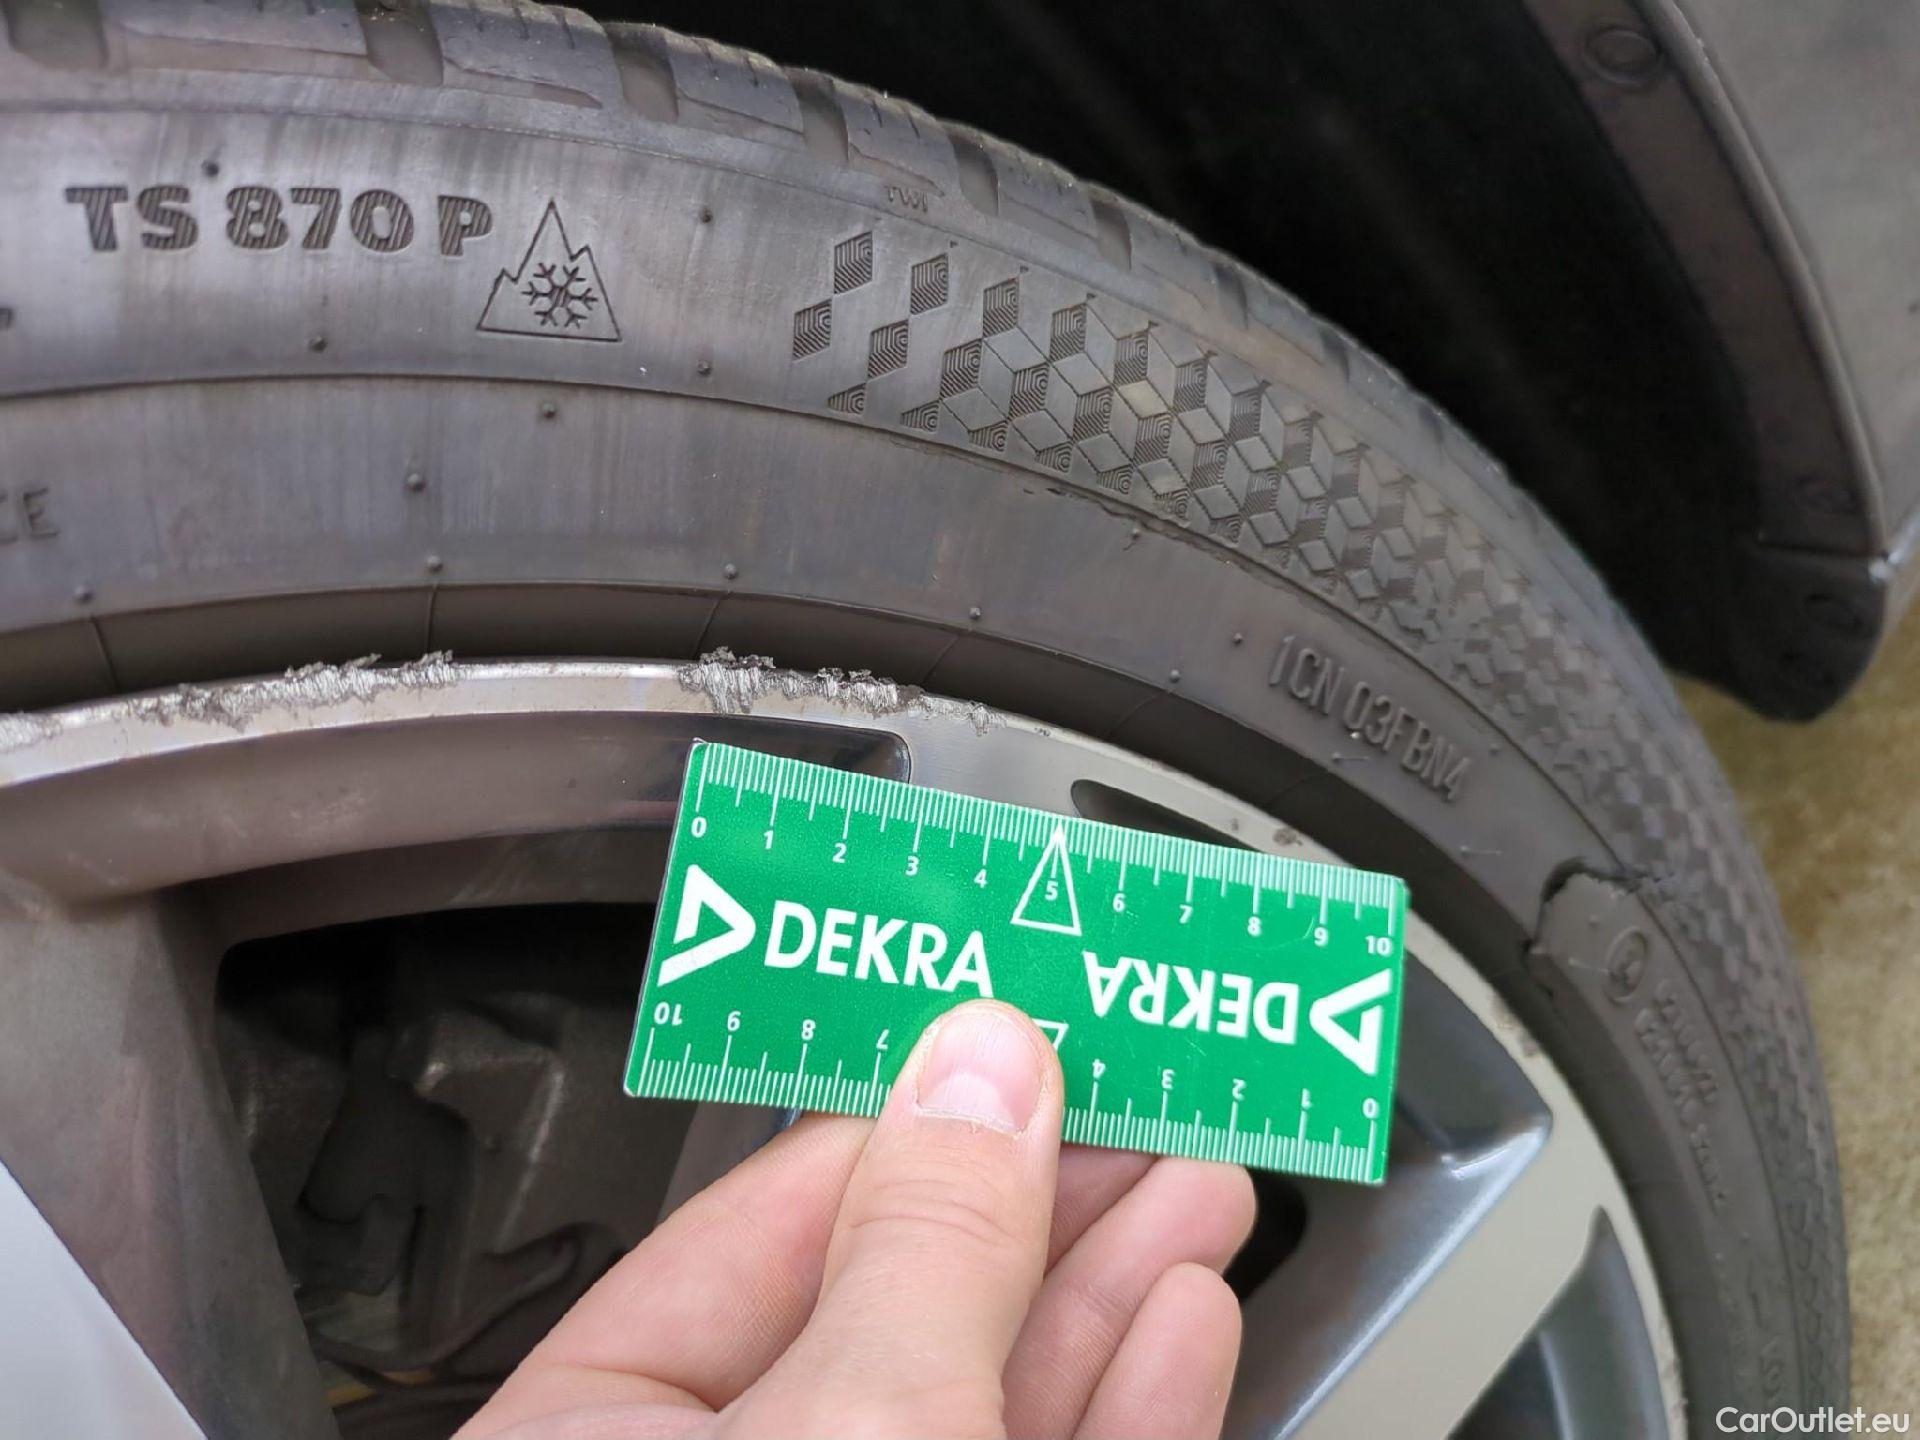 TS 870 P
TWI
CE
1CN 03FBN4
0 1 2 3 4 5 6 7 8 9 10
DEKRA
DEKRA
10 9 8 7 4 3 2 1 0
CarOutlet.eu